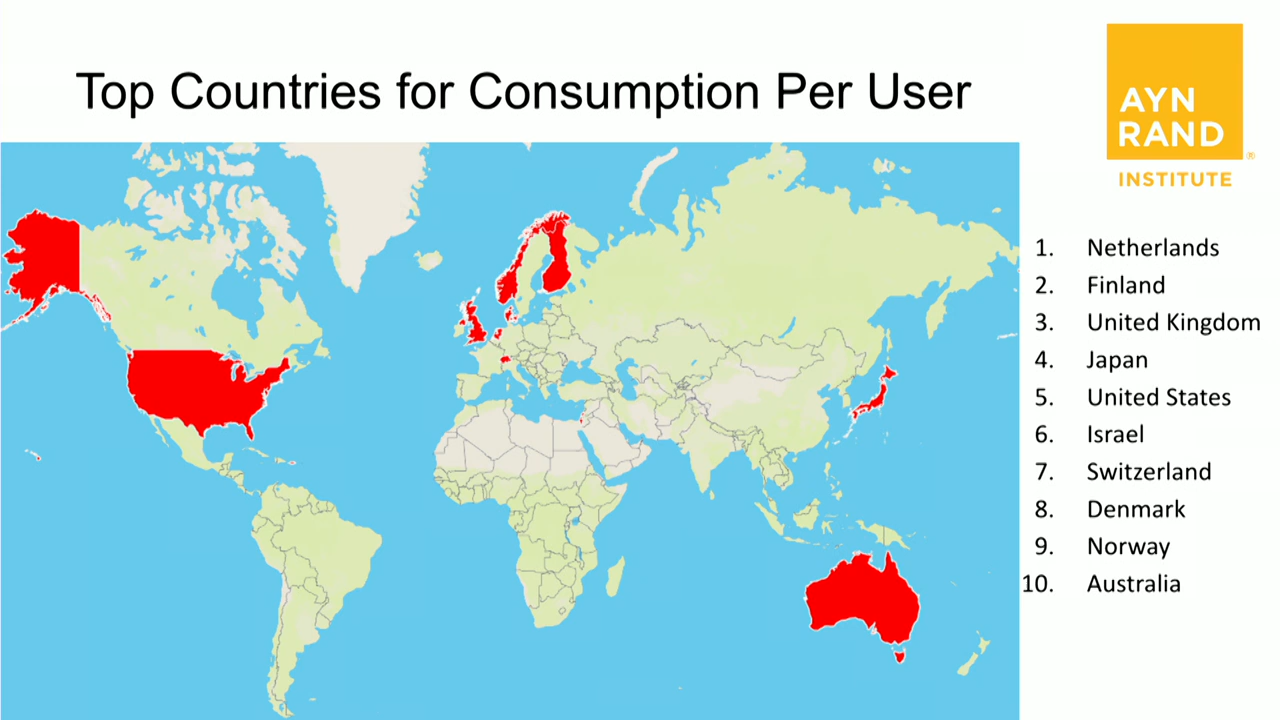 Top Countries for Consumption Per User
AYN
RAND
®
INSTITUTE
1. Netherlands
2. Finland
3. United Kingdom
4. Japan
5. United States
6. Israel
7. Switzerland
8. Denmark
9. Norway
10. Australia